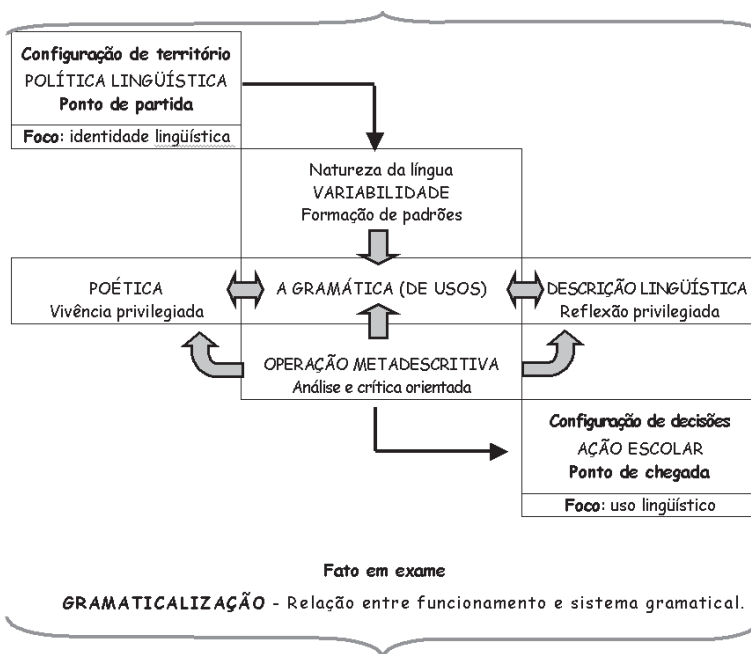 Configuração de território
POLÍTICA LINGÜÍSTICA
Ponto de partida
Foco: identidade lingüística
Natureza da língua
VARIABILIDADE
Formação de padrões
POÉTICA
Vivência privilegiada
A GRAMÁTICA (DE USOS)
DESCRIÇÃO LINGÜÍSTICA
Reflexão privilegiada
OPERAÇÃO METADESCRITIVA
Análise e crítica orientada
Configuração de decisões
AÇÃO ESCOLAR
Ponto de chegada
Foco: uso lingüístico
Fato em exame
GRAMATICALIZAÇÃO - Relação entre funcionamento e sistema gramatical.